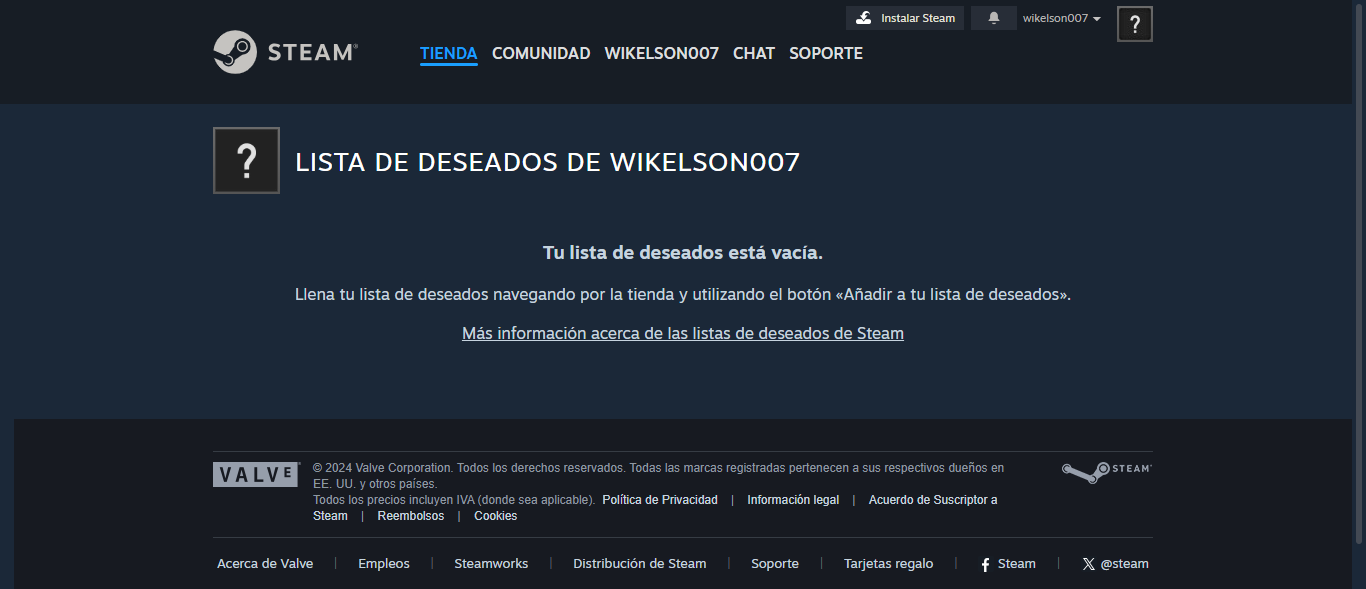 Instalar Steam
wikelson007
?
STEAM®
TIENDA COMUNIDAD WIKELSON007 CHAT SOPORTE
?
LISTA DE DESEADOS DE WIKELSON007
Tu lista de deseados está vacía.
Llena tu lista de deseados navegando por la tienda y utilizando el botón «Añadir a tu lista de deseados».
Más información acerca de las listas de deseados de Steam
VALVE
© 2024 Valve Corporation. Todos los derechos reservados. Todas las marcas registradas pertenecen a sus respectivos dueños en
EE. UU. y otros países.
Todos los precios incluyen IVA (donde sea aplicable). Política de Privacidad | Información legal | Acuerdo de Suscriptor a
Steam | Reembolsos | Cookies
STEAM
Acerca de Valve | Empleos | Steamworks | Distribución de Steam | Soporte | Tarjetas regalo | Steam | @steam